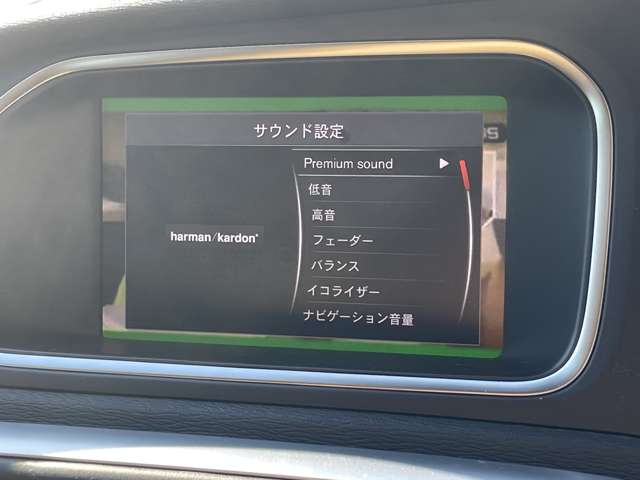 サウンド設定
Premium sound
低音
高音
フェーダー
バランス
イコライザー
ナビゲーション音量
harman/kardon®